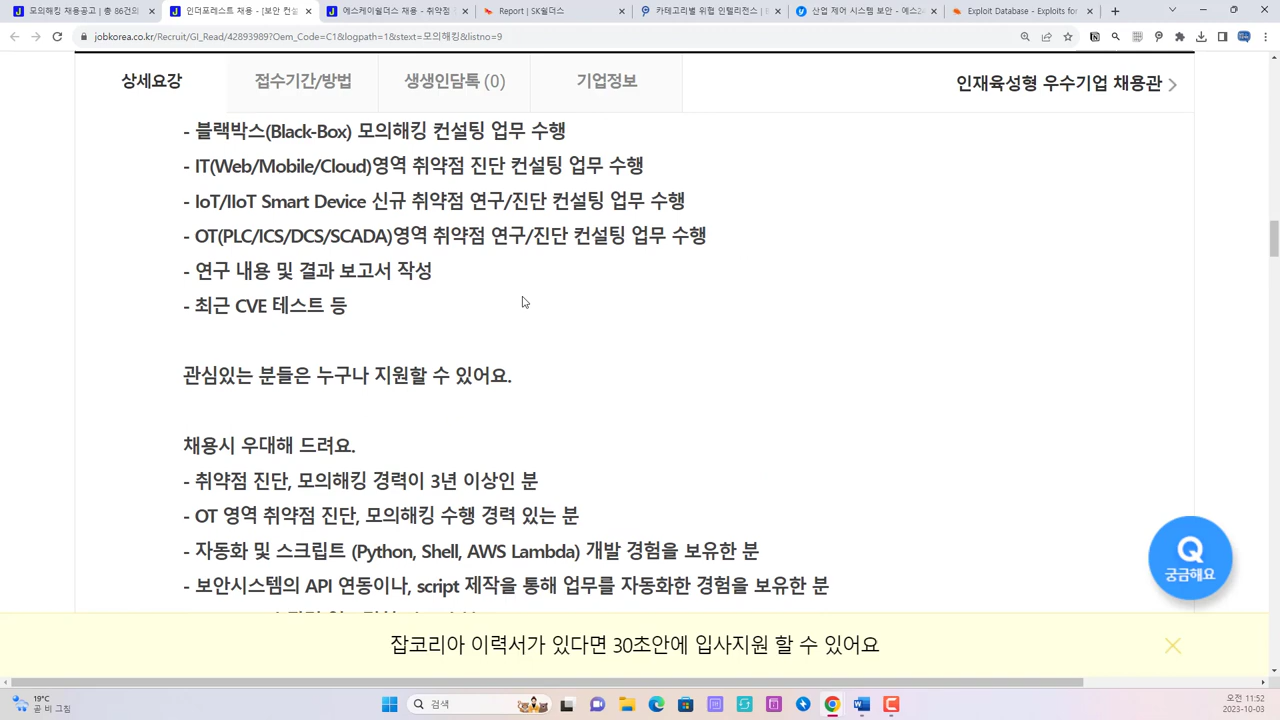 모의해킹 채용공고 | 총 86건의
인더포레스트 채용 - [보안 컨설
에스케이쉴더스 채용 - 취약점
Report | SK쉴더스
카테고리별 위협 인텔리전스 |
산업 제어 시스템 보안 - 에스
Exploit Database - Exploits for
jobkorea.co.kr/Recruit/GI_Read/42893989?Oem_Code=C1&logpath=1&stext=모의해킹&listno=9
상세요강
접수기간/방법
생생인담톡 (0)
기업정보
인재육성형 우수기업 채용관 >
- 블랙박스(Black-Box) 모의해킹 컨설팅 업무 수행
- IT(Web/Mobile/Cloud)영역 취약점 진단 컨설팅 업무 수행
- IoT/IIoT Smart Device 신규 취약점 연구/진단 컨설팅 업무 수행
- OT(PLC/ICS/DCS/SCADA)영역 취약점 연구/진단 컨설팅 업무 수행
- 연구 내용 및 결과 보고서 작성
- 최근 CVE 테스트 등
관심있는 분들은 누구나 지원할 수 있어요.
채용시 우대해 드려요.
- 취약점 진단, 모의해킹 경력이 3년 이상인 분
- OT 영역 취약점 진단, 모의해킹 수행 경력 있는 분
- 자동화 및 스크립트 (Python, Shell, AWS Lambda) 개발 경험을 보유한 분
- 보안시스템의 API 연동이나, script 제작을 통해 업무를 자동화한 경험을 보유한 분
Q
궁금해요
잡코리아 이력서가 있다면 30초안에 입사지원 할 수 있어요
19°C
검색
오전 11:52
2023-10-03